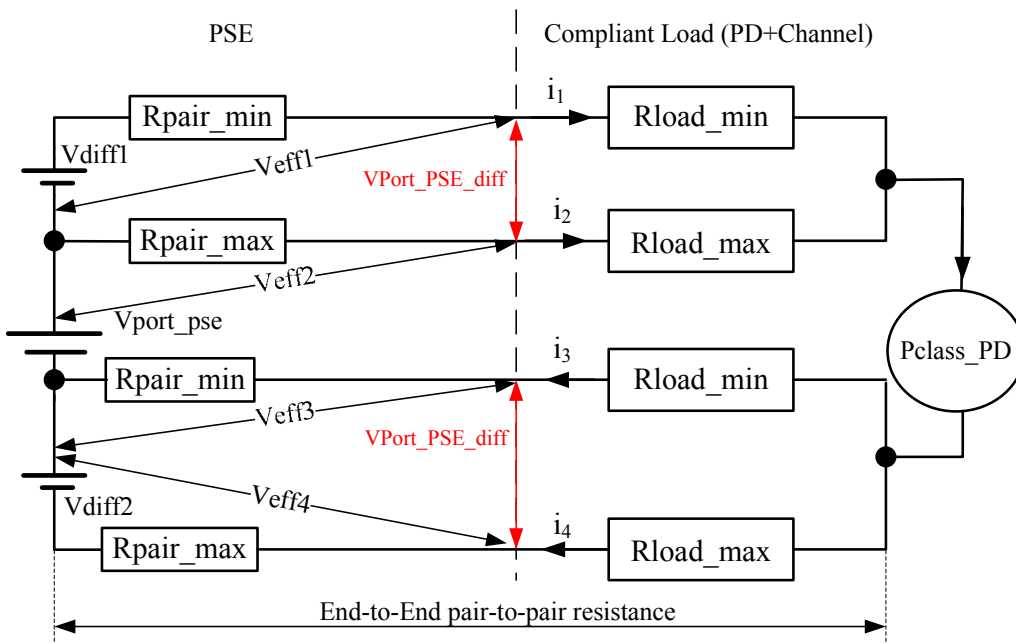 PSE
Compliant Load (PD+Channel)
Rpair_min
i1
Rload_min
Vdiff1
Veff1
VPort_PSE_diff
Rpair_max
i2
Rload_max
Veff2
Vport_pse
Pclass_PD
Rpair_min
i3
Rload_min
Veff3
VPort_PSE_diff
Vdiff2
Veff4
Rpair_max
i4
Rload_max
End-to-End pair-to-pair resistance